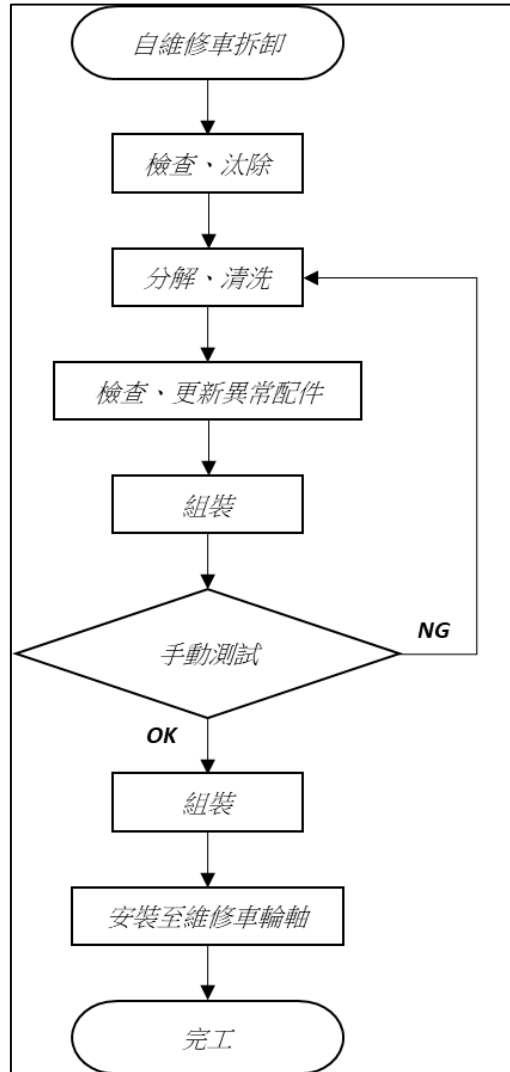 自維修車拆卸
檢查、汰除
分解、清洗
檢查、更新異常配件
組裝
手動測試
NG
OK
組裝
安裝至維修車輪軸
完工